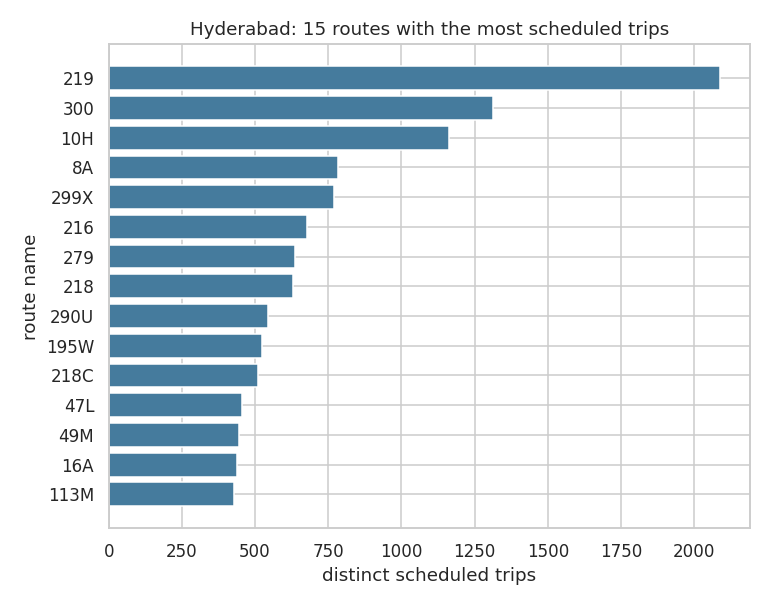 Hyderabad: 15 routes with the most scheduled trips
route name
219
300
10H
8A
299X
216
279
218
290U
195W
218C
47L
49M
16A
113M
0 250 500 750 1000 1250 1500 1750 2000
distinct scheduled trips